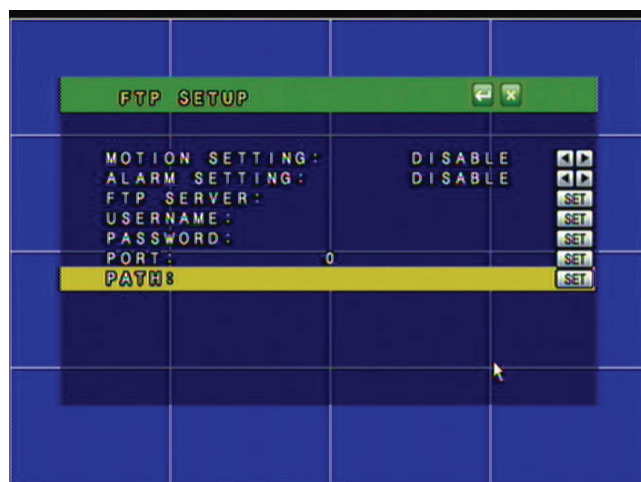 FTP SETUP
MOTION SETTING: DISABLE
ALARM SETTING: DISABLE
FTP SERVER: SET
USERNAME: SET
PASSWORD: SET
PORT: 0 SET
PATH: SET